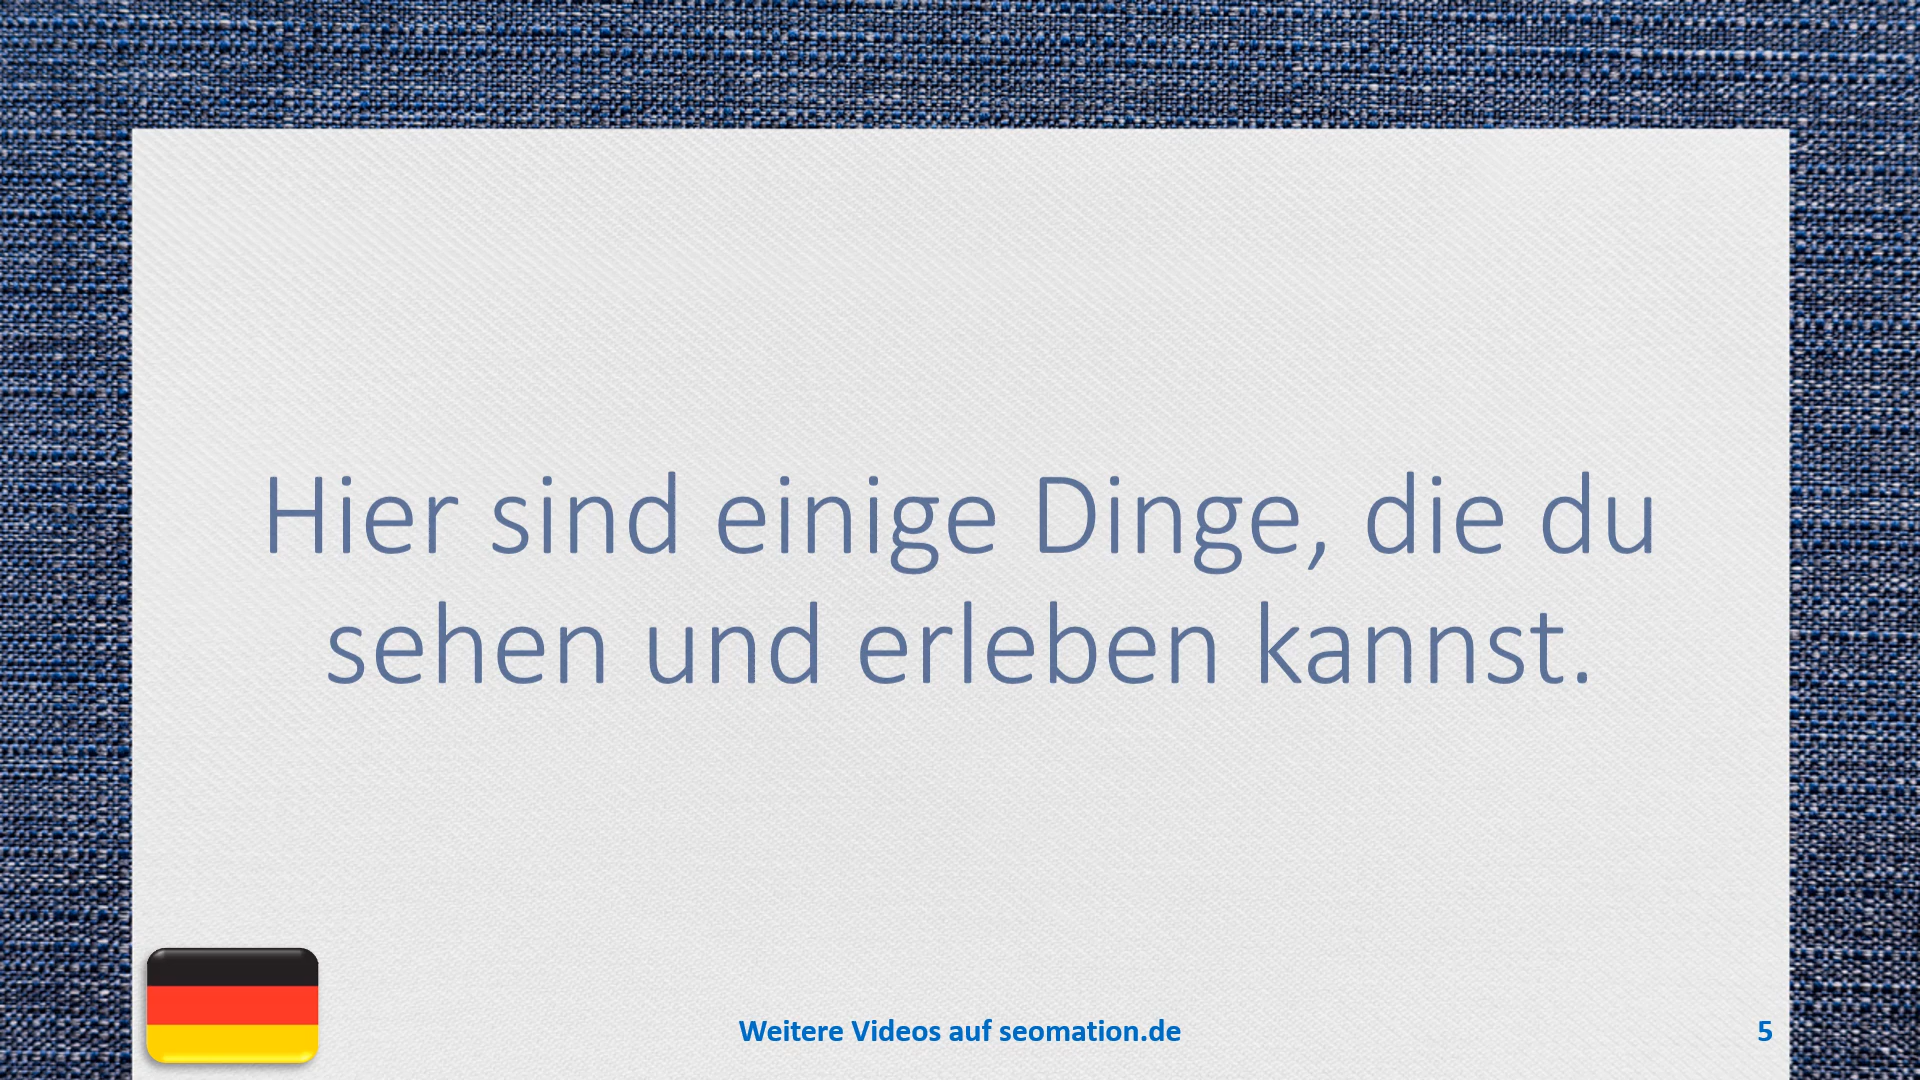 Hier sind einige Dinge, die du
sehen und erleben kannst.
Weitere Videos auf seomation.de
5